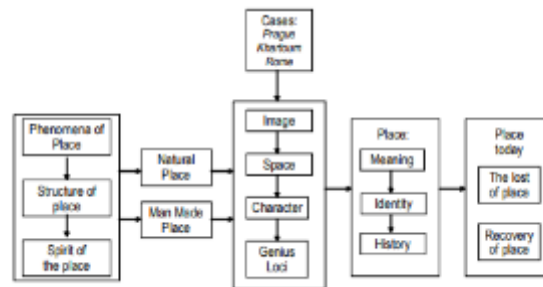 Cases:
Prague
Khartoum
Rome
Phenomena of
Place
Structure of
place
Spirit of
the place
Natural
Place
Man Made
Place
Image
Space
Character
Genius
Loci
Place:
Meaning
Identity
History
Place
today
The lost
of place
Recovery
of place